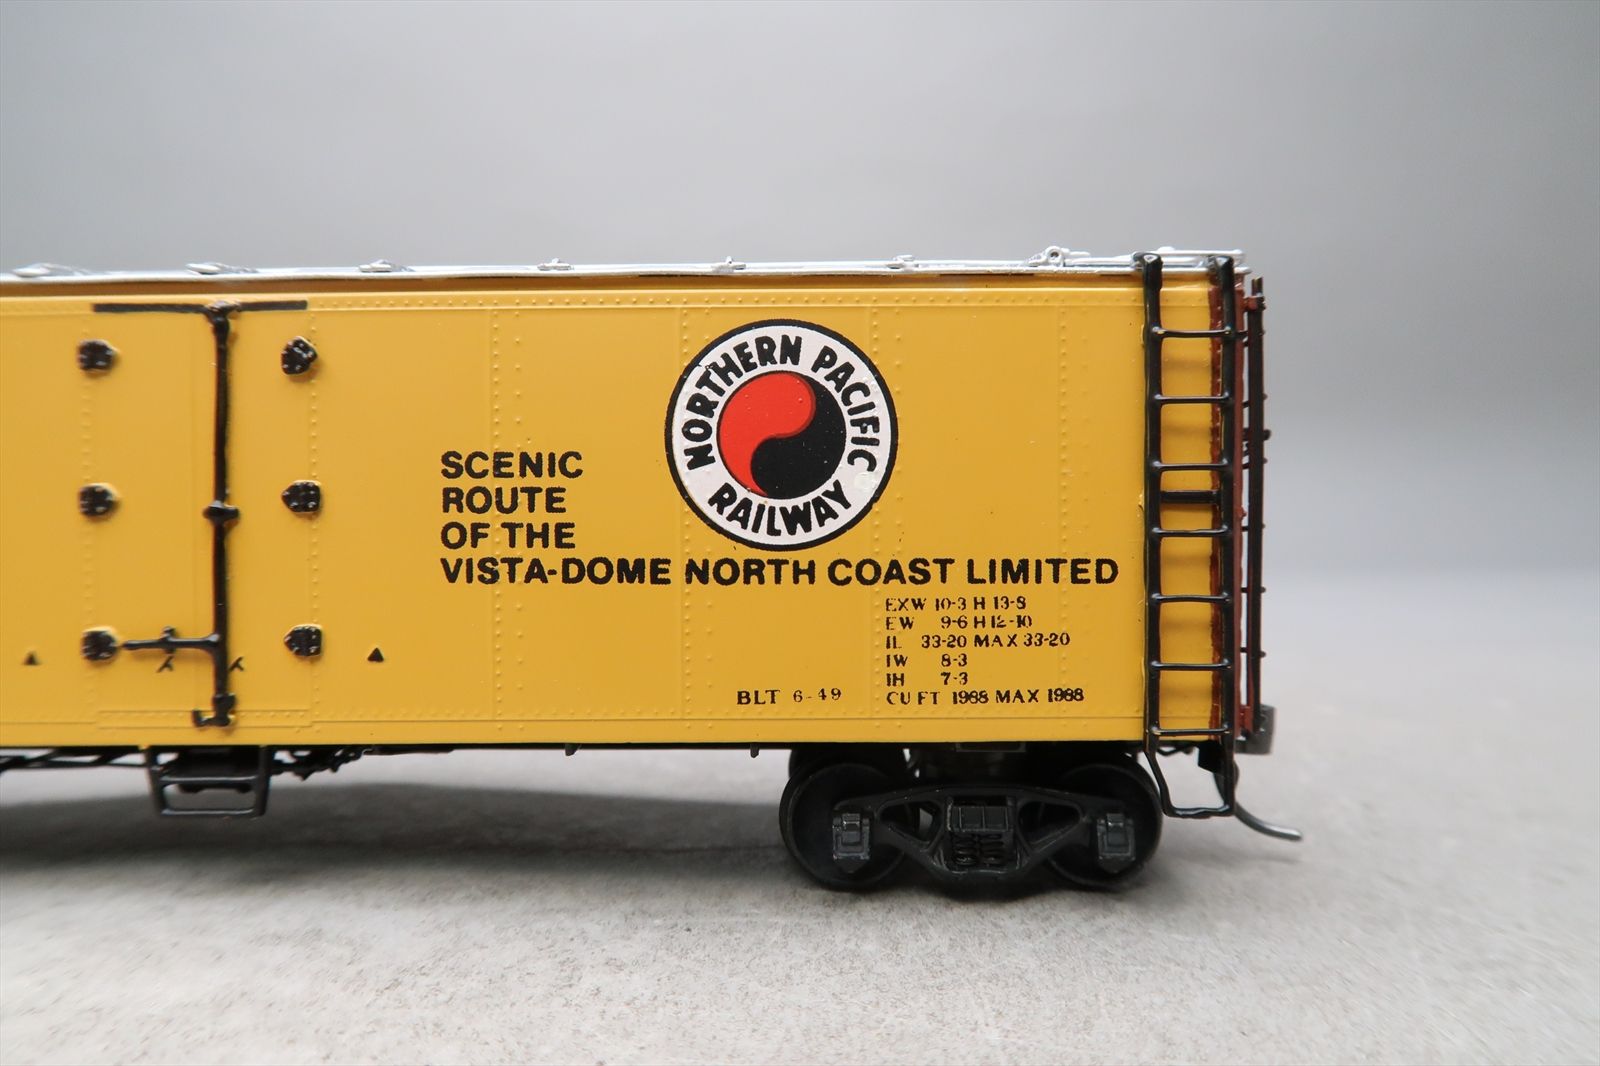 NORTHERN PACIFIC
RAILWAY
SCENIC
ROUTE
OF THE
VISTA-DOME NORTH COAST LIMITED
EXW 10-3 H 13-8
EW 9-6 H 12-10
IL 33-20 MAX 33-20
IW 8-3
IH 7-3
BLT 6-49
CU FT 1988 MAX 1988